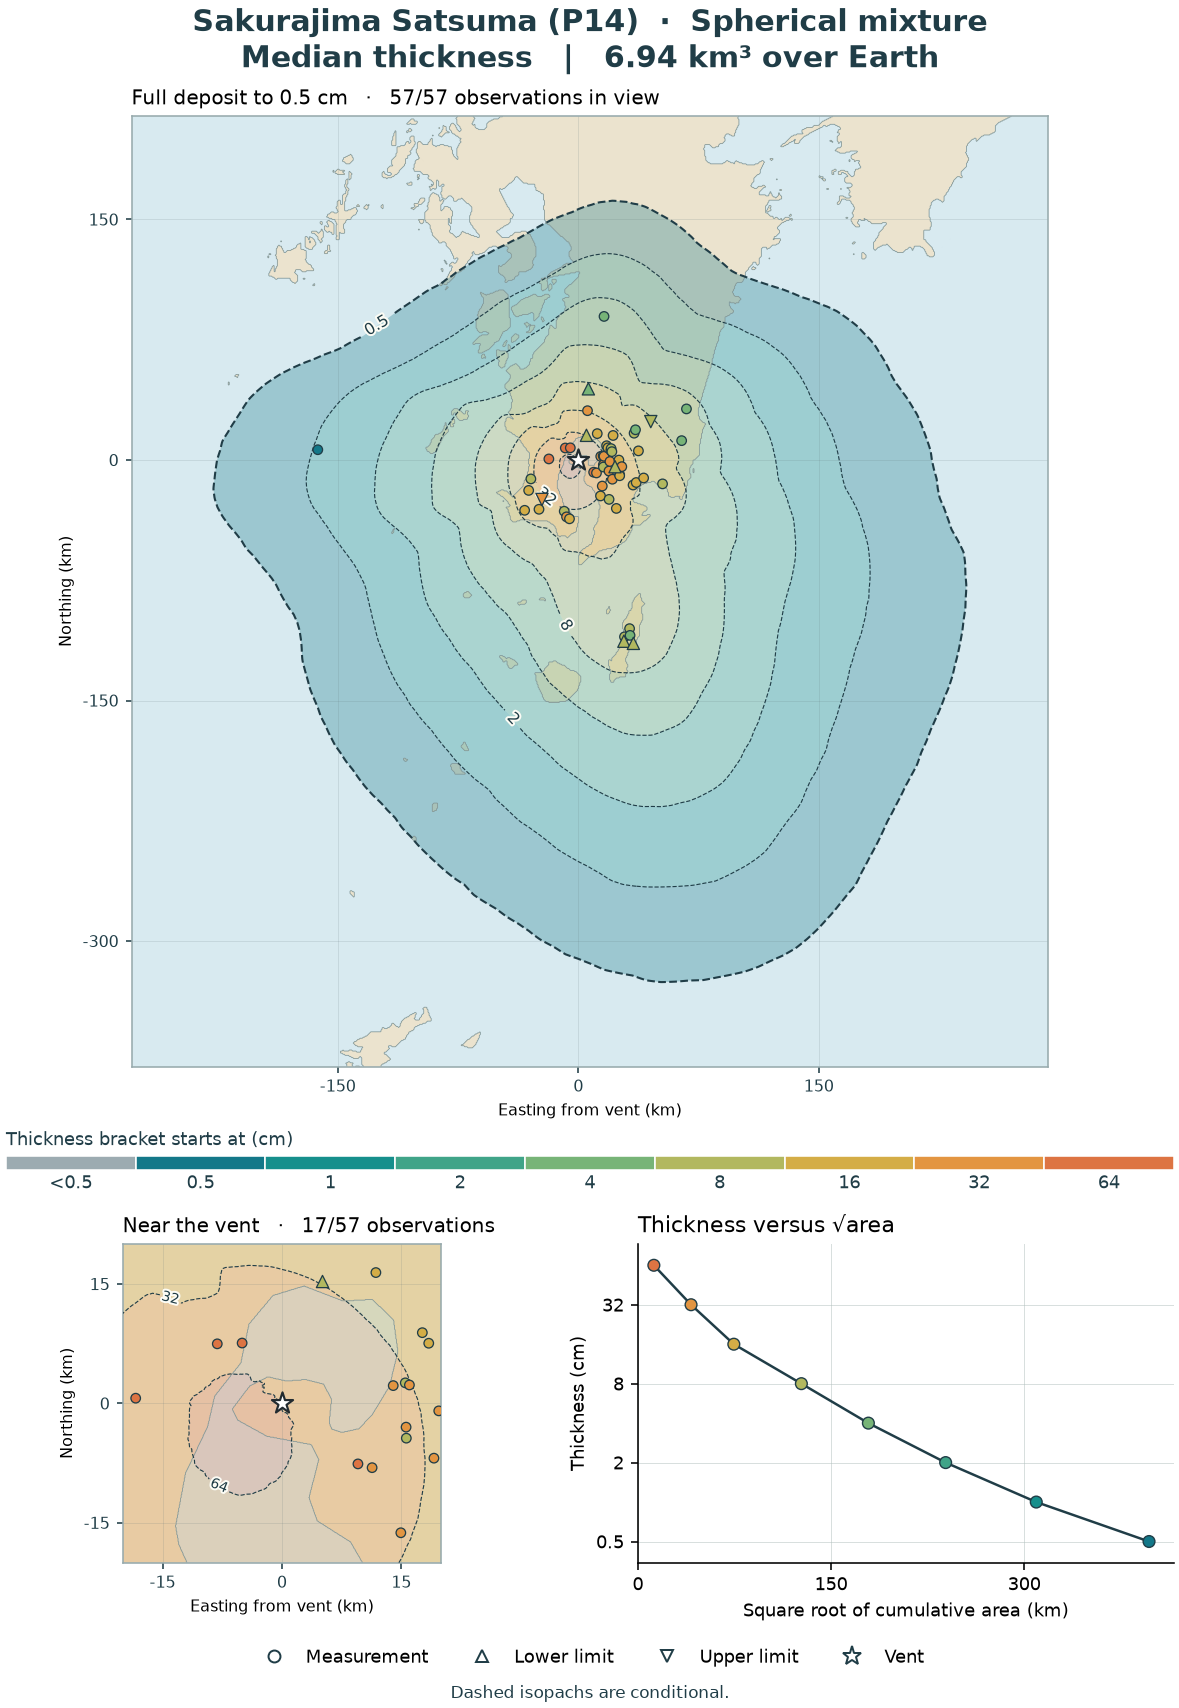 Sakurajima Satsuma (P14)  ·  Spherical mixture
Median thickness   |   6.94 km³ over Earth
Full deposit to 0.5 cm   ·   57/57 observations in view
150
0
-150
-300
Northing (km)
0.5
32
8
2
-150
0
150
Easting from vent (km)
Thickness bracket starts at (cm)
<0.5
0.5
1
2
4
8
16
32
64
Near the vent   ·   17/57 observations
15
0
-15
Northing (km)
32
64
-15
0
15
Easting from vent (km)
Thickness versus √area
32
8
2
0.5
Thickness (cm)
0
150
300
Square root of cumulative area (km)
Measurement
Lower limit
Upper limit
Vent
Dashed isopachs are conditional.